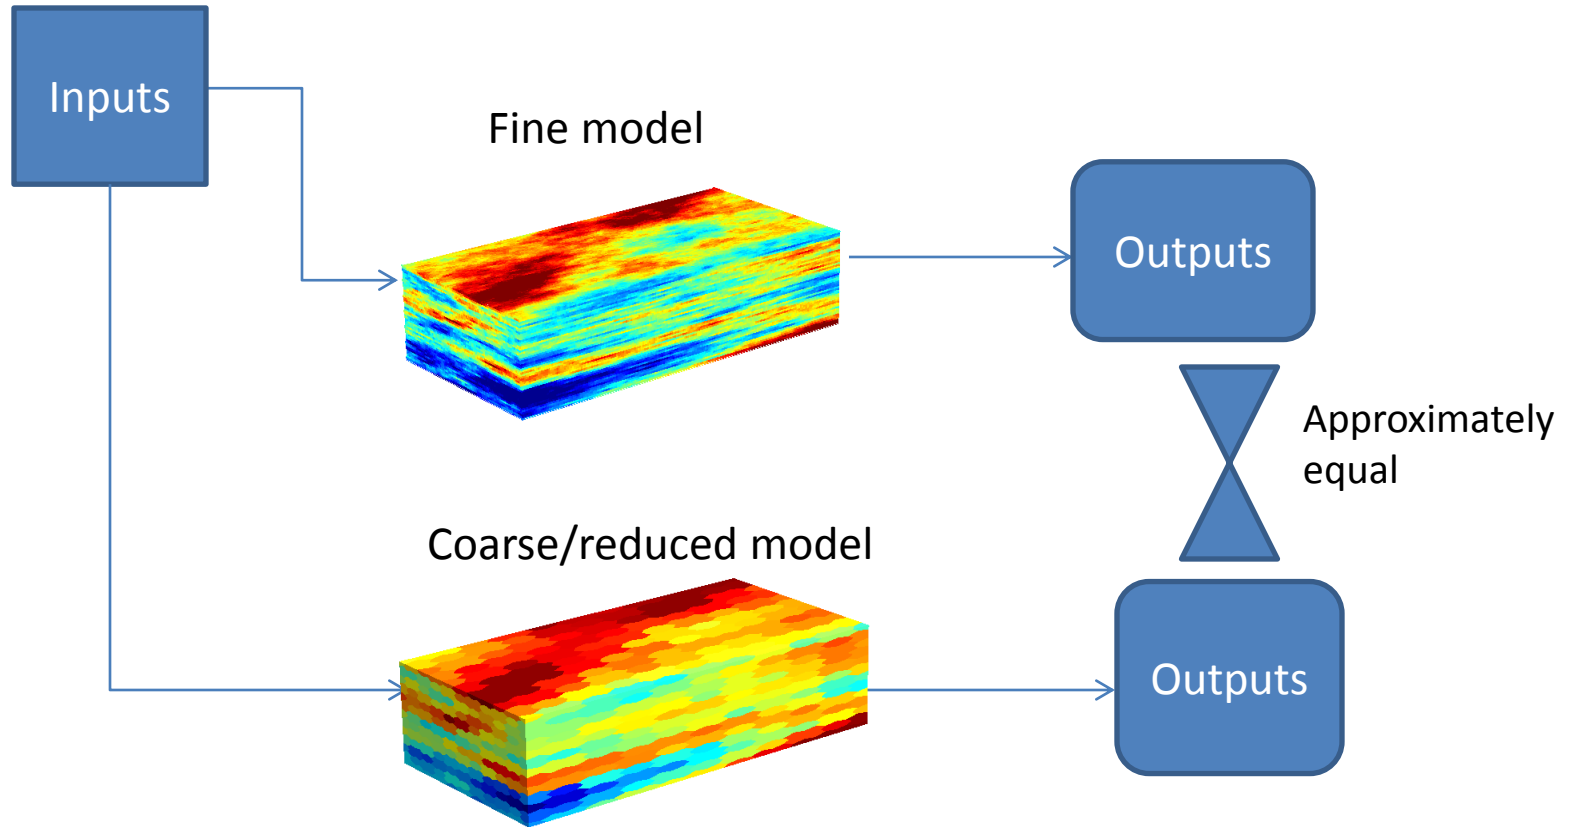 Inputs
Fine model
Outputs
Approximately
equal
Coarse/reduced model
Outputs